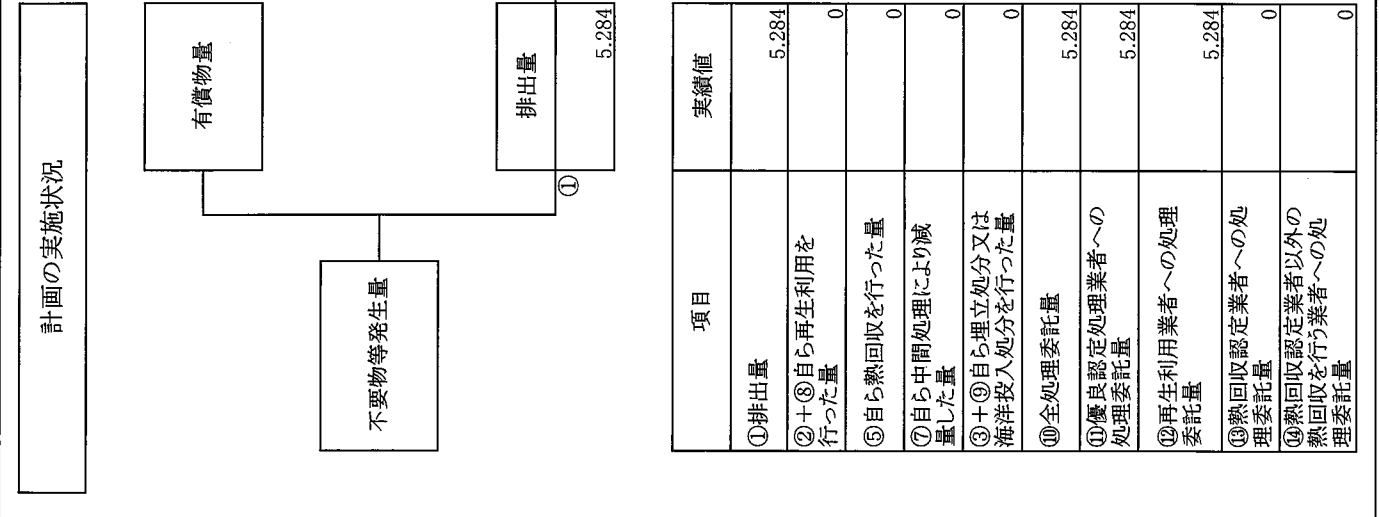 計画の実施状況
不要物等発生量
有償物量
排出量
①
5.284
項目
実績値
①排出量
5.284
②+⑧自ら再生利用を
行った量
0
⑤自ら熱回収を行った量
0
⑦自ら中間処理により減
量した量
0
③+⑨自ら埋立処分又は
海洋投入処分を行った量
0
⑩全処理委託量
5.284
⑪優良認定処理業者への
処理委託量
5.284
⑫再生利用業者への処理
委託量
5.284
⑬熱回収認定業者への処
理委託量
0
⑭熱回収認定業者以外の
熱回収を行う業者への処
理委託量
0